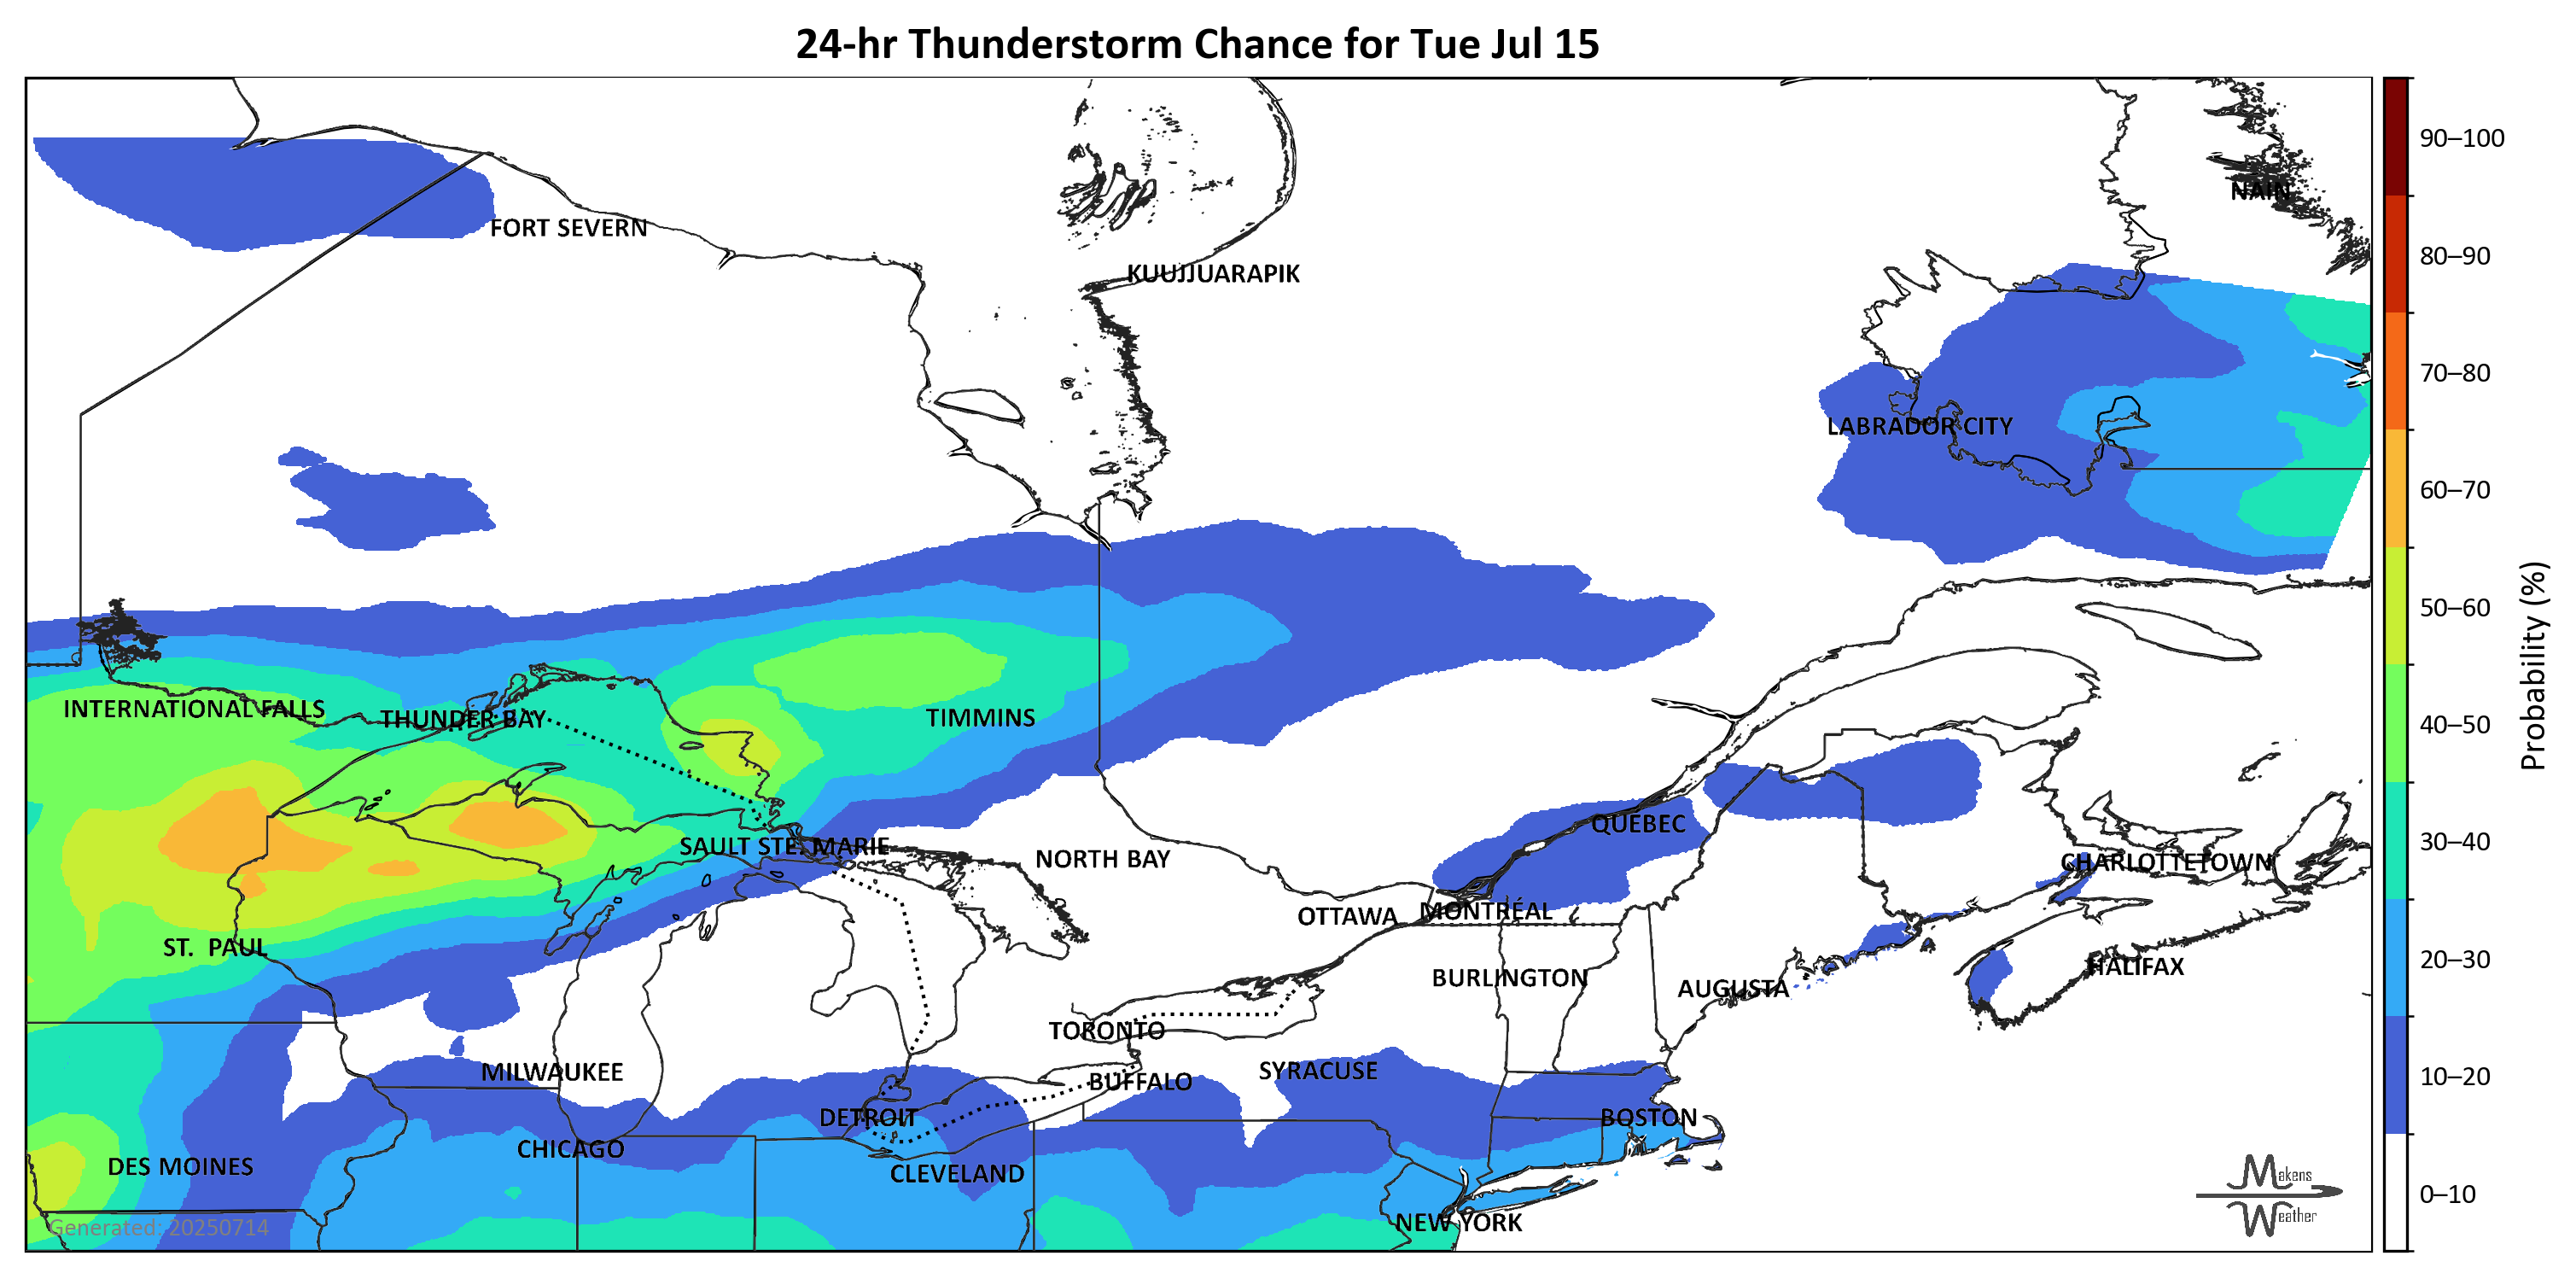 24-hr Thunderstorm Chance for Tue Jul 15
90–100
NAIN
FORT SEVERN
80–90
KUUJJUARAPIK
70–80
LABRADOR CITY
60–70
50–60
INTERNATIONAL FALLS
THUNDER BAY
TIMMINS
40–50
Probability (%)
QUEBEC
SAULT STE. MARIE
30–40
NORTH BAY
CHARLOTTETOWN
OTTAWA
MONTRÉAL
ST. PAUL
20–30
HALIFAX
BURLINGTON
AUGUSTA
TORONTO
MILWAUKEE
SYRACUSE
10–20
BUFFALO
DETROIT
BOSTON
CHICAGO
DES MOINES
CLEVELAND
Makens
0–10
Weather
NEW YORK
Generated: 20250714